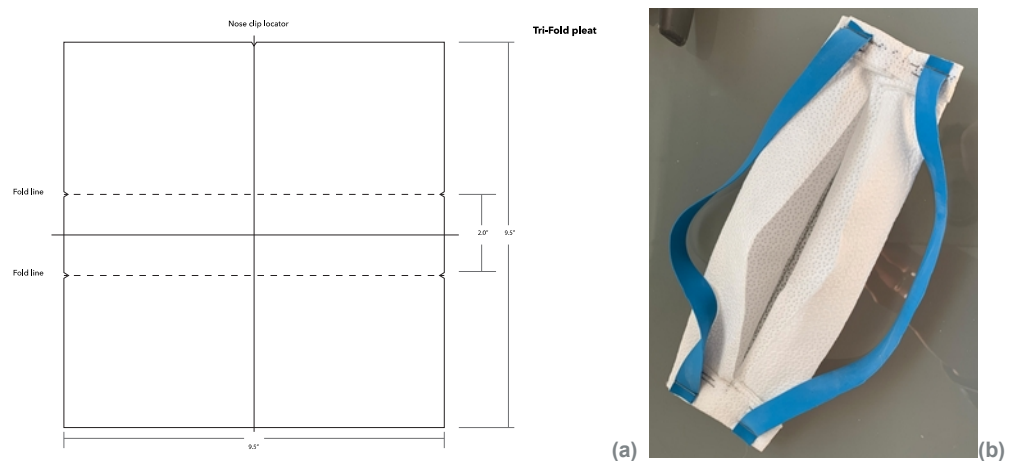 Nose clip locator
Tri-Fold pleat
Fold line
2.0"
9.5"
Fold line
9.5"
(a)
(b)